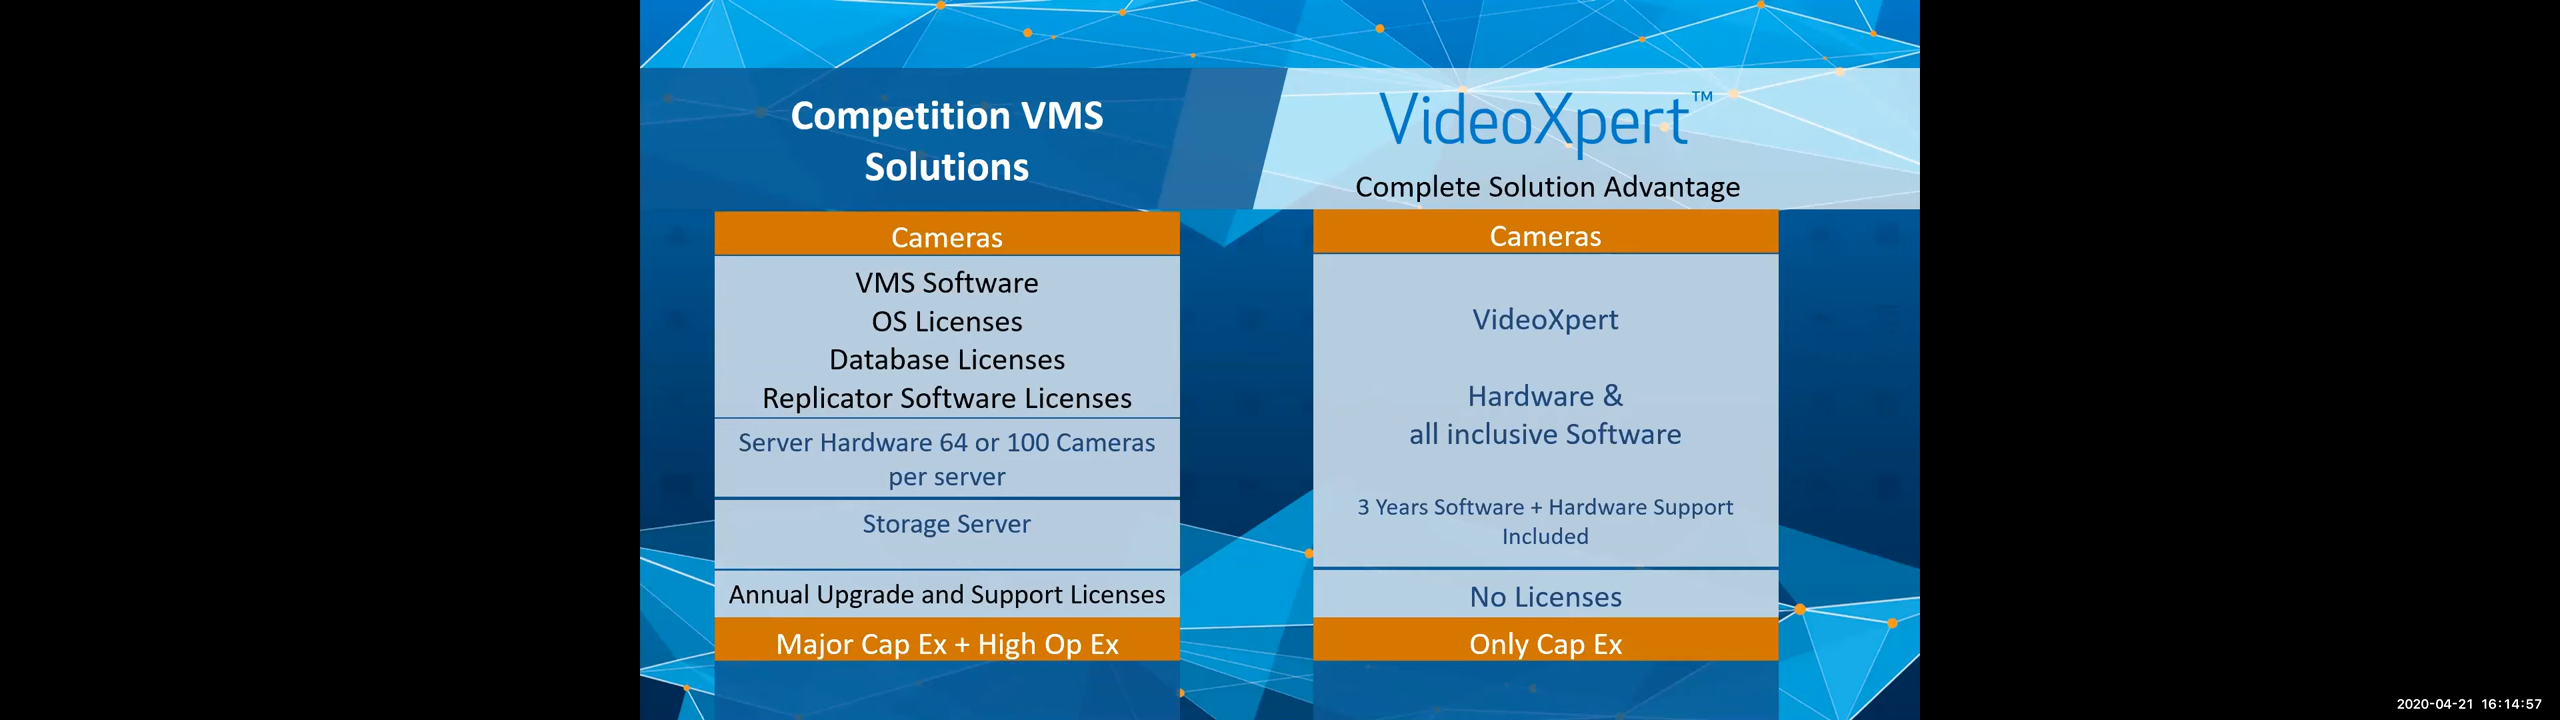 Competition VMS
Solutions
Cameras
VMS Software
OS Licenses
Database Licenses
Replicator Software Licenses
Server Hardware 64 or 100 Cameras
per server
Storage Server
Annual Upgrade and Support Licenses
Major Cap Ex + High Op Ex
VideoXpert™
Complete Solution Advantage
Cameras
VideoXpert
Hardware &
all inclusive Software
3 Years Software + Hardware Support
Included
No Licenses
Only Cap Ex
2020-04-21 16:14:57